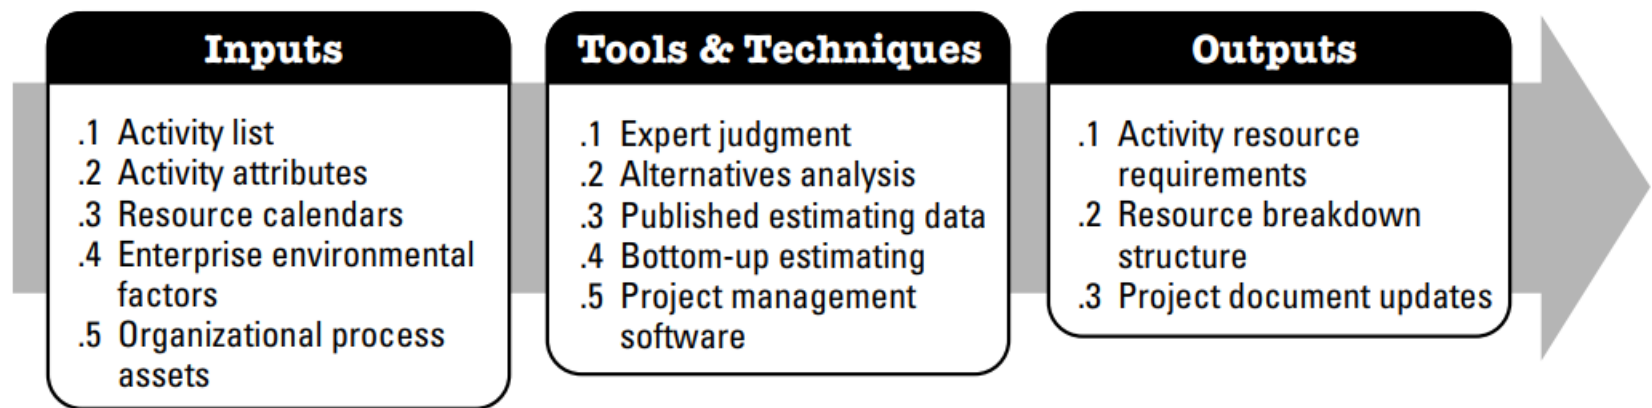 Inputs
.1 Activity list
.2 Activity attributes
.3 Resource calendars
.4 Enterprise environmental
factors
.5 Organizational process
assets
Tools & Techniques
.1 Expert judgment
.2 Alternatives analysis
.3 Published estimating data
.4 Bottom-up estimating
.5 Project management
software
Outputs
.1 Activity resource
requirements
.2 Resource breakdown
structure
.3 Project document updates